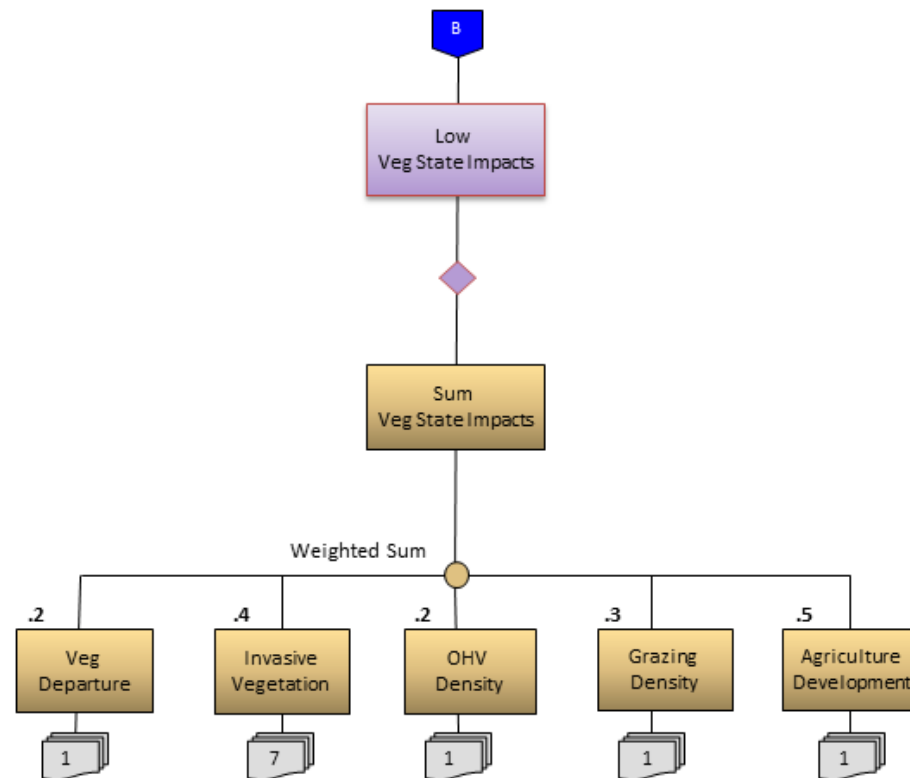 B
Low
Veg State Impacts
Sum
Veg State Impacts
Weighted Sum
.2
.4
.2
.3
.5
Veg
Departure
Invasive
Vegetation
OHV
Density
Grazing
Density
Agriculture
Development
1
7
1
1
1